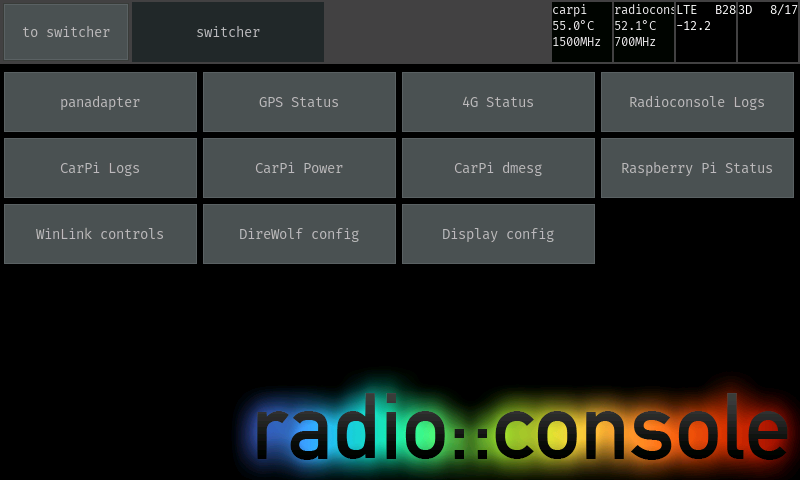 to switcher
switcher
carpi
55.0°C
1500MHz
radiocons
52.1°C
700MHz
LTE B28
-12.2
3D 8/17
panadapter
GPS Status
4G Status
Radioconsole Logs
CarPi Logs
CarPi Power
CarPi dmesg
Raspberry Pi Status
WinLink controls
DireWolf config
Display config
radio::console